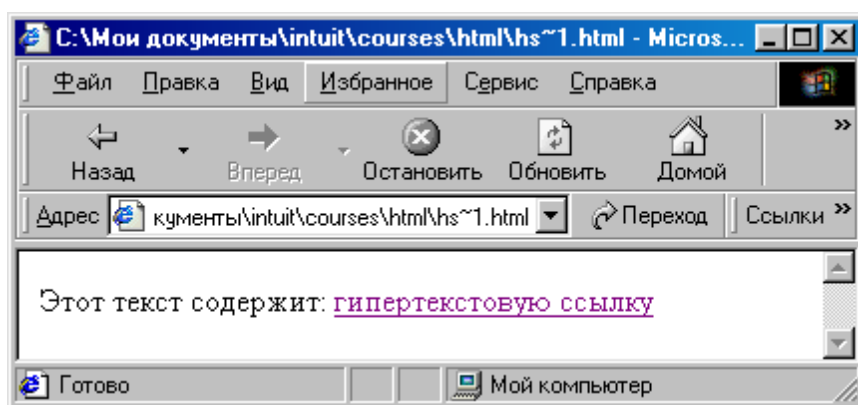 C:\Мои документы\intuit\courses\html\hs~1.html - Micros...
Файл Правка Вид Избранное Сервис Справка
Назад Вперед Остановить Обновить Домой »
Адрес кументы\intuit\courses\html\hs~1.html Переход Ссылки »
Этот текст содержит: гипертекстовую ссылку
Готово Мой компьютер